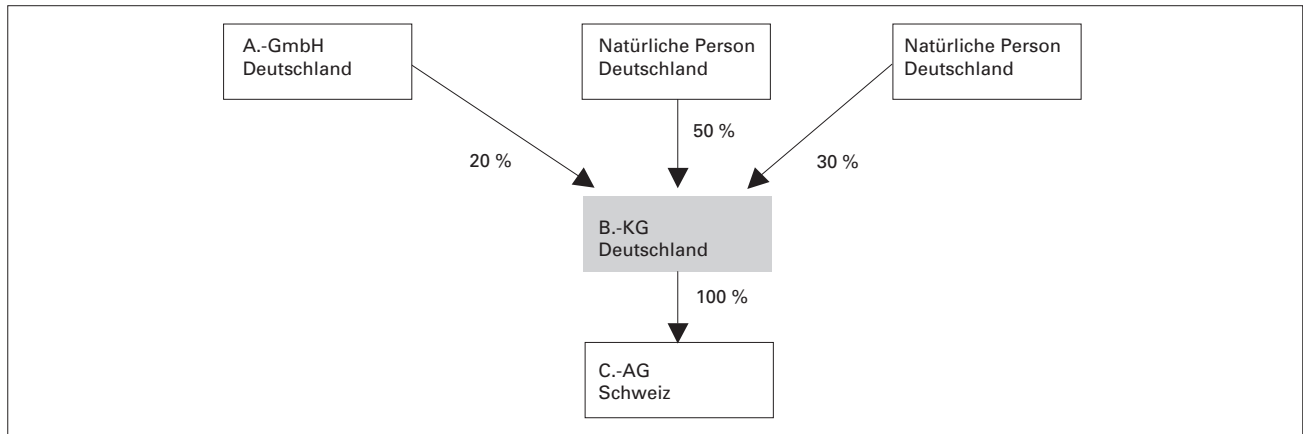 A.-GmbH
Deutschland
Natürliche Person
Deutschland
Natürliche Person
Deutschland
20 %
50 %
30 %
B.-KG
Deutschland
100 %
C.-AG
Schweiz